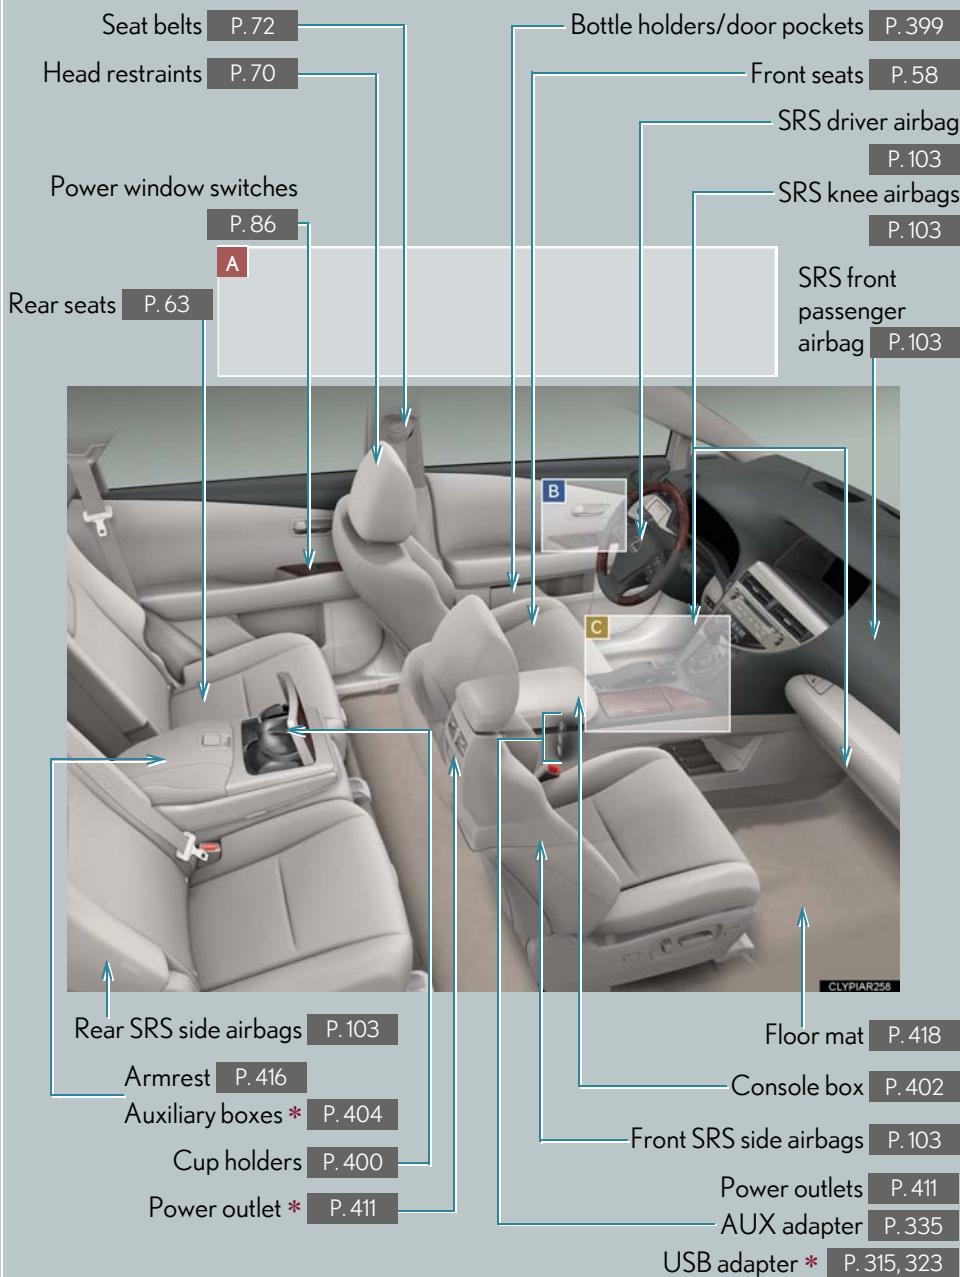 Seat belts P. 72
Head restraints P. 70
Power window switches
P. 86
Rear seats P. 63
Bottle holders/door pockets P. 399
Front seats P. 58
SRS driver airbag
P. 103
SRS knee airbags
P. 103
SRS front
passenger
airbag P. 103
A
B
C
CLYPIAR258
Rear SRS side airbags P. 103
Armrest P. 416
Auxiliary boxes * P. 404
Cup holders P. 400
Power outlet * P. 411
Floor mat P. 418
Console box P. 402
Front SRS side airbags P. 103
Power outlets P. 411
AUX adapter P. 335
USB adapter * P. 315, 323